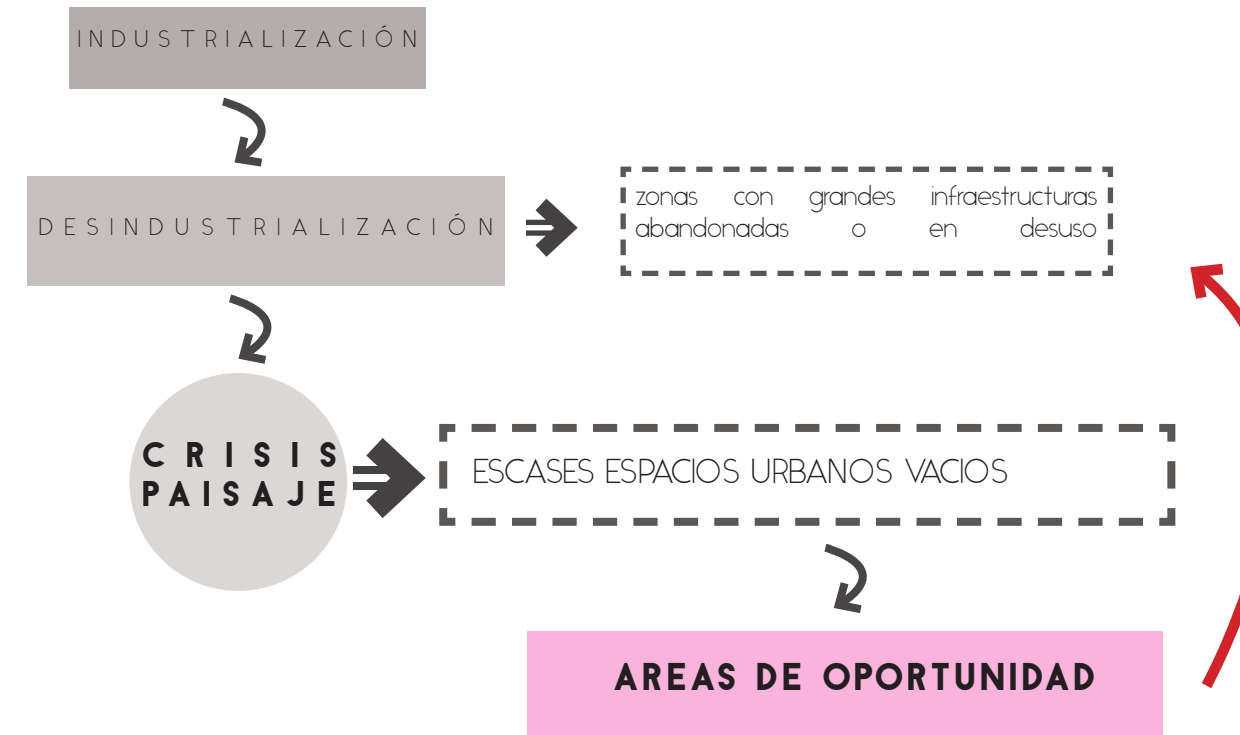 INDUSTRIALIZACIÓN
DESINDUSTRIALIZACIÓN
zonas con grandes infraestructuras
abandonadas o en desuso
CRISIS
PAISAJE
ESCASES ESPACIOS URBANOS VACIOS
AREAS DE OPORTUNIDAD